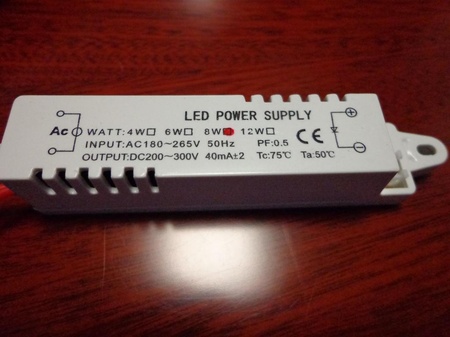 LED POWER SUPPLY
Ac
WATT:4W□ 6W□ 8W□ 12W□
INPUT:AC180～265V 50Hz PF:0.5
OUTPUT:DC200～300V 40mA±2 Tc:75℃ Ta:50℃
CE